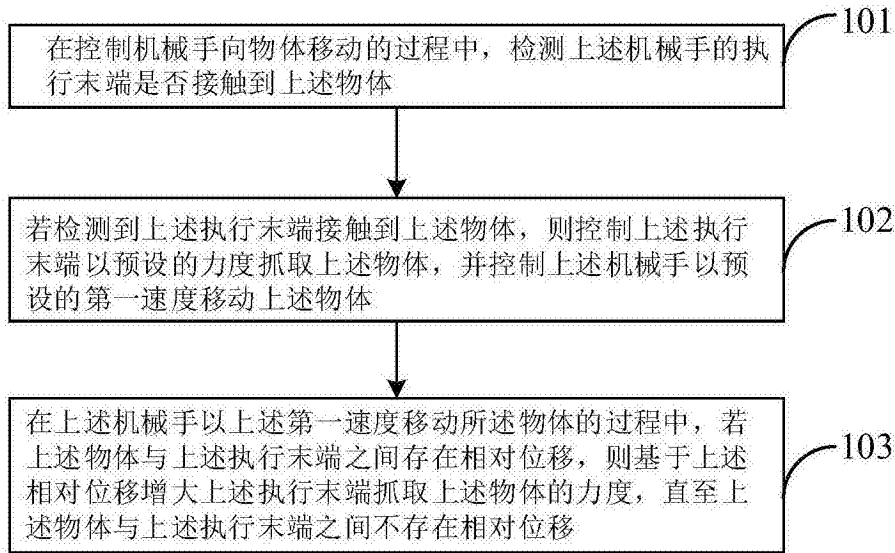 101
在控制机械手向物体移动的过程中，检测上述机械手的执
行末端是否接触到上述物体
102
若检测到上述执行末端接触到上述物体，则控制上述执行
末端以预设的力度抓取上述物体，并控制上述机械手以预
设的第一速度移动上述物体
103
在上述机械手以上述第一速度移动所述物体的过程中，若
上述物体与上述执行末端之间存在相对位移，则基于上述
相对位移增大上述执行末端抓取上述物体的力度，直至上
述物体与上述执行末端之间不存在相对位移